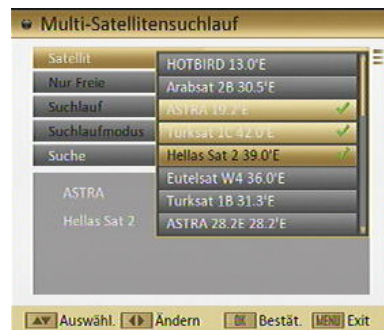 Multi-Satellitensuchlauf
Satellit
Nur Freie
Suchlauf
Suchlaufmodus
Suche
HOTBIRD 13.0'E
Arabsat 2B 30.5'E
ASTRA 19.2'E
Turksat 1C 42.0'E
Hellas Sat 2 39.0'E
Eutelsat W4 36.0'E
Turksat 1B 31.3'E
ASTRA 28.2E 28.2'E
ASTRA
Hellas Sat 2
Auswähl. Ändern OK Bestät. MENU Exit